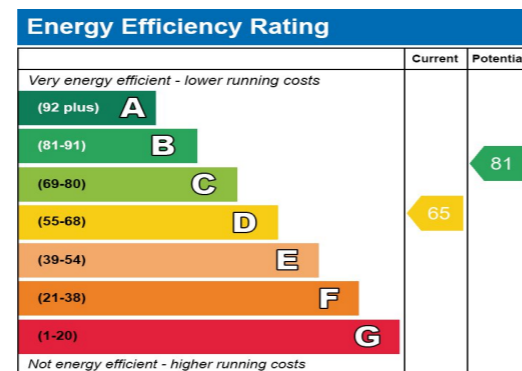 Energy Efficiency Rating
Current Potentia
Very energy efficient - lower running costs
(92 plus) A
(81-91) B
81
(69-80) C
(55-68) D 65
(39-54) E
(21-38) F
(1-20) G
Not energy efficient - higher running costs